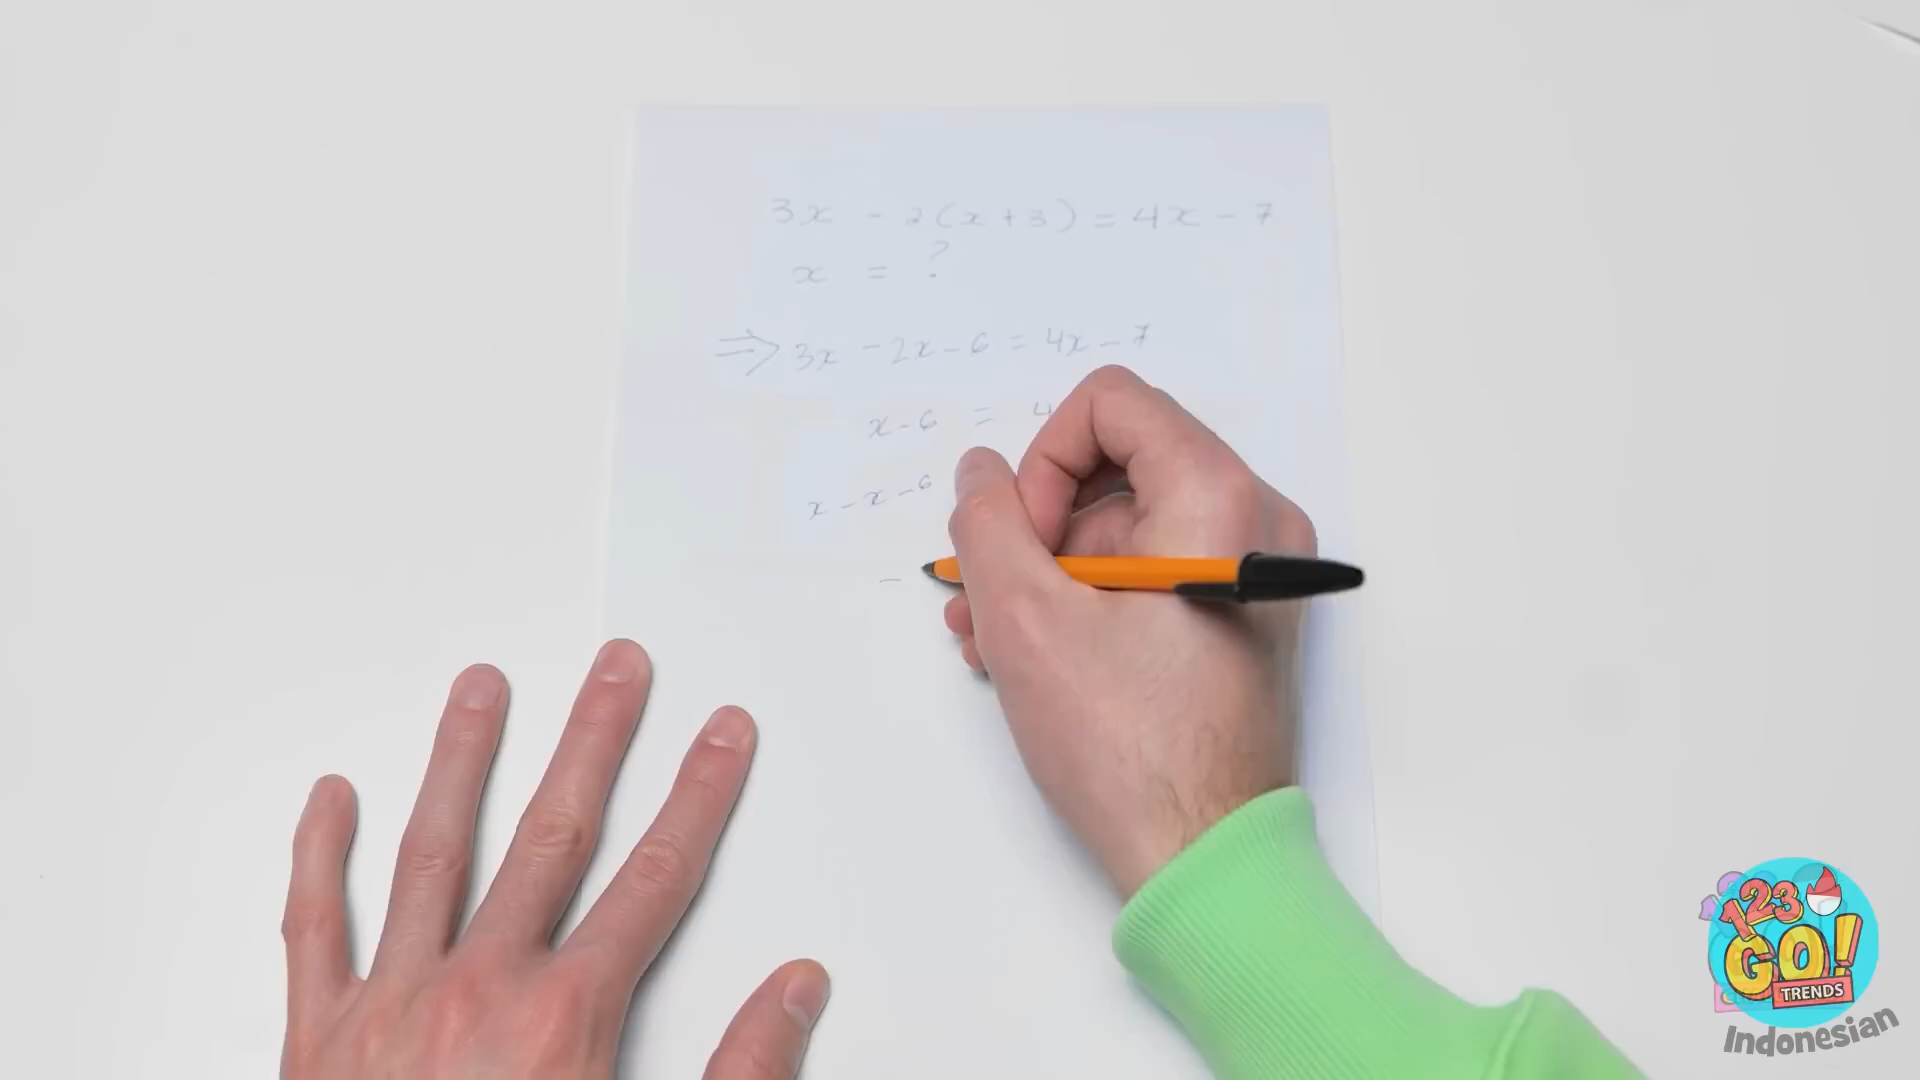 3x - 2(x+3) = 4x - 7
x = ?
⇒ 3x - 2x - 6 = 4x - 7
x - 6 = 4
x - x - 6
-
123 GO!
TRENDS
Indonesian